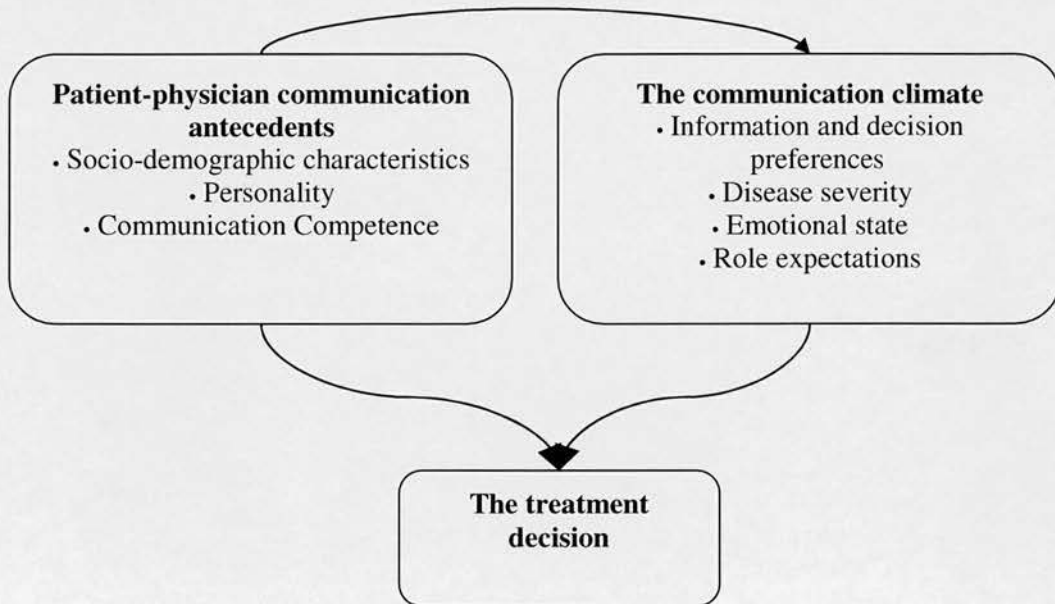 Patient-physician communication
antecedents
• Socio-demographic characteristics
• Personality
• Communication Competence
The communication climate
• Information and decision
preferences
• Disease severity
• Emotional state
• Role expectations
The treatment
decision